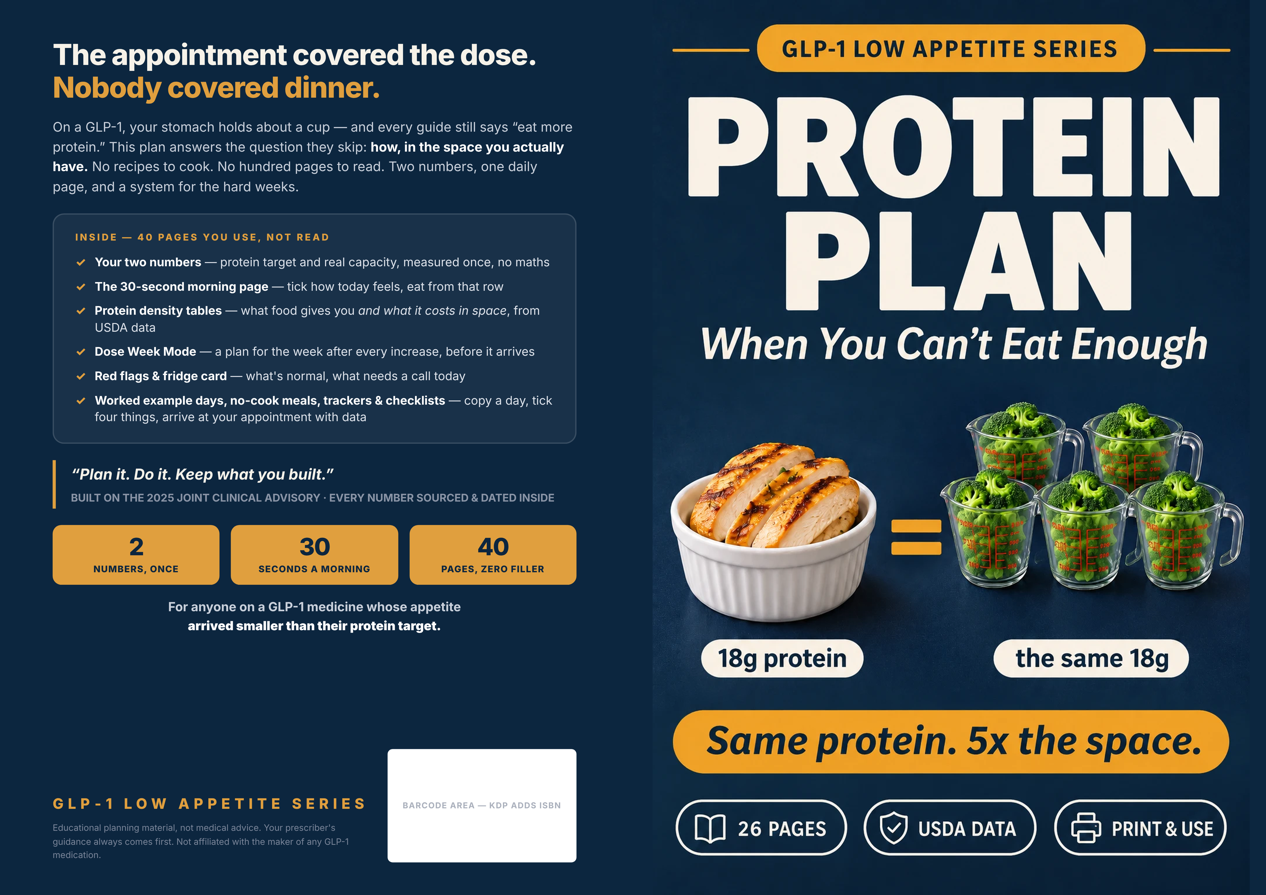 The appointment covered the dose.
Nobody covered dinner.
On a GLP-1, your stomach holds about a cup — and every guide still says “eat more
protein.” This plan answers the question they skip: how, in the space you actually
have. No recipes to cook. No hundred pages to read. Two numbers, one daily
page, and a system for the hard weeks.
INSIDE — 40 PAGES YOU USE, NOT READ
✓ Your two numbers — protein target and real capacity, measured once, no maths
✓ The 30-second morning page — tick how today feels, eat from that row
✓ Protein density tables — what food gives you and what it costs in space, from
USDA data
✓ Dose Week Mode — a plan for the week after every increase, before it arrives
✓ Red flags & fridge card — what's normal, what needs a call today
✓ Worked example days, no-cook meals, trackers & checklists — copy a day, tick
four things, arrive at your appointment with data
“Plan it. Do it. Keep what you built.”
BUILT ON THE 2025 JOINT CLINICAL ADVISORY · EVERY NUMBER SOURCED & DATED INSIDE
2
NUMBERS, ONCE
30
SECONDS A MORNING
40
PAGES, ZERO FILLER
For anyone on a GLP-1 medicine whose appetite
arrived smaller than their protein target.
GLP-1 LOW APPETITE SERIES
Educational planning material, not medical advice. Your prescriber's
guidance always comes first. Not affiliated with the maker of any GLP-1
medication.
BARCODE AREA — KDP ADDS ISBN
GLP-1 LOW APPETITE SERIES
PROTEIN
PLAN
When You Can’t Eat Enough
18g protein
the same 18g
Same protein. 5x the space.
26 PAGES
USDA DATA
PRINT & USE